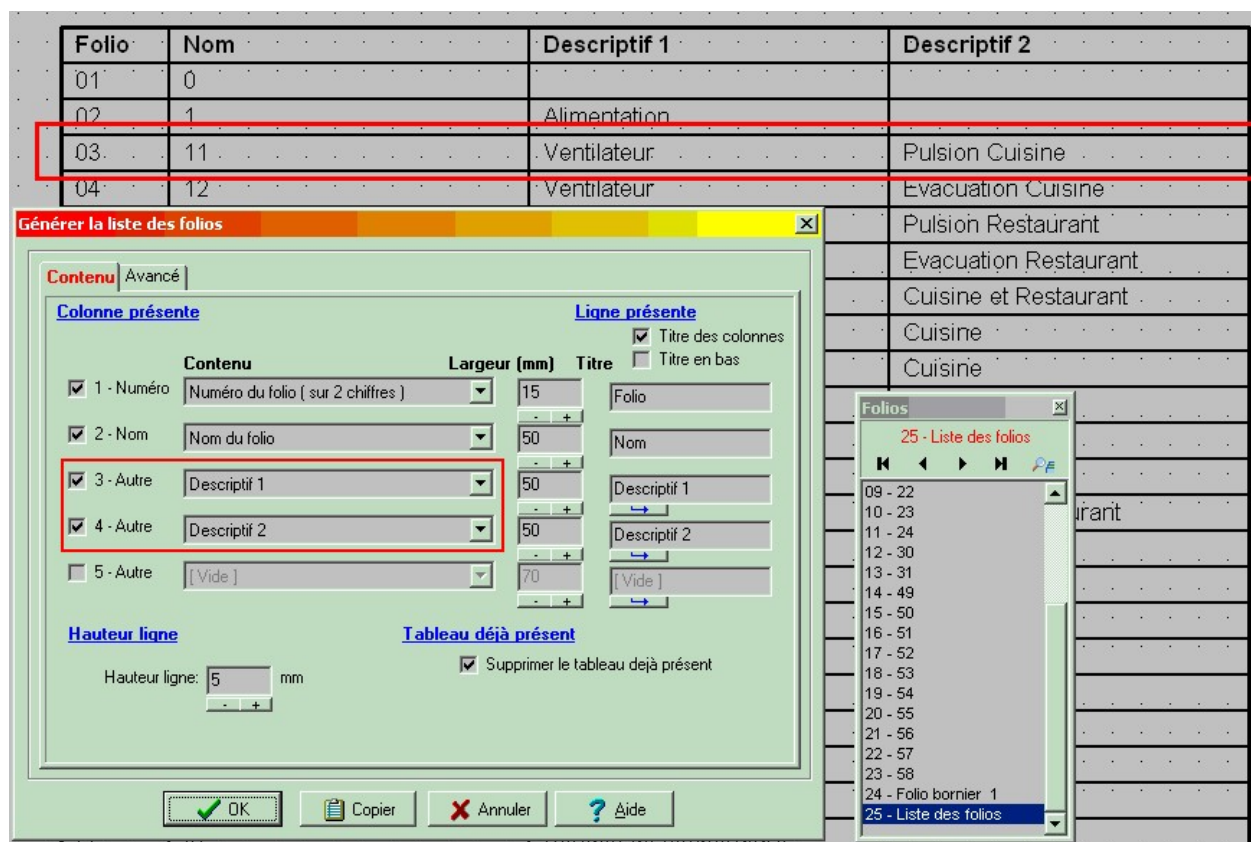 Folio Nom Descriptif 1 Descriptif 2
01 0
02 1 Alimentation
03 11 Ventilateur Pulsion Cuisine
04 12 Ventilateur Evacuation Cuisine
Pulsion Restaurant
Evacuation Restaurant
Cuisine et Restaurant
Cuisine
Cuisine
Générer la liste des folios
Contenu Avancé
Colonne présente Ligne présente
Titre des colonnes
Titre en bas
Contenu Largeur (mm) Titre
1 - Numéro Numéro du folio ( sur 2 chiffres ) 15 Folio
- +
2 - Nom Nom du folio 50 Nom
- +
3 - Autre Descriptif 1 50 Descriptif 1
- +
4 - Autre Descriptif 2 50 Descriptif 2
- +
5 - Autre [ Vide ] 70 [ Vide ]
- +
Hauteur ligne Tableau déjà présent
Supprimer le tableau dejà présent
Hauteur ligne: 5 mm
- +
OK Copier Annuler Aide
Folios
25 - Liste des folios
09 - 22
10 - 23
11 - 24
12 - 30
13 - 31
14 - 49
15 - 50
16 - 51
17 - 52
18 - 53
19 - 54
20 - 55
21 - 56
22 - 57
23 - 58
24 - Folio bornier 1
25 - Liste des folios